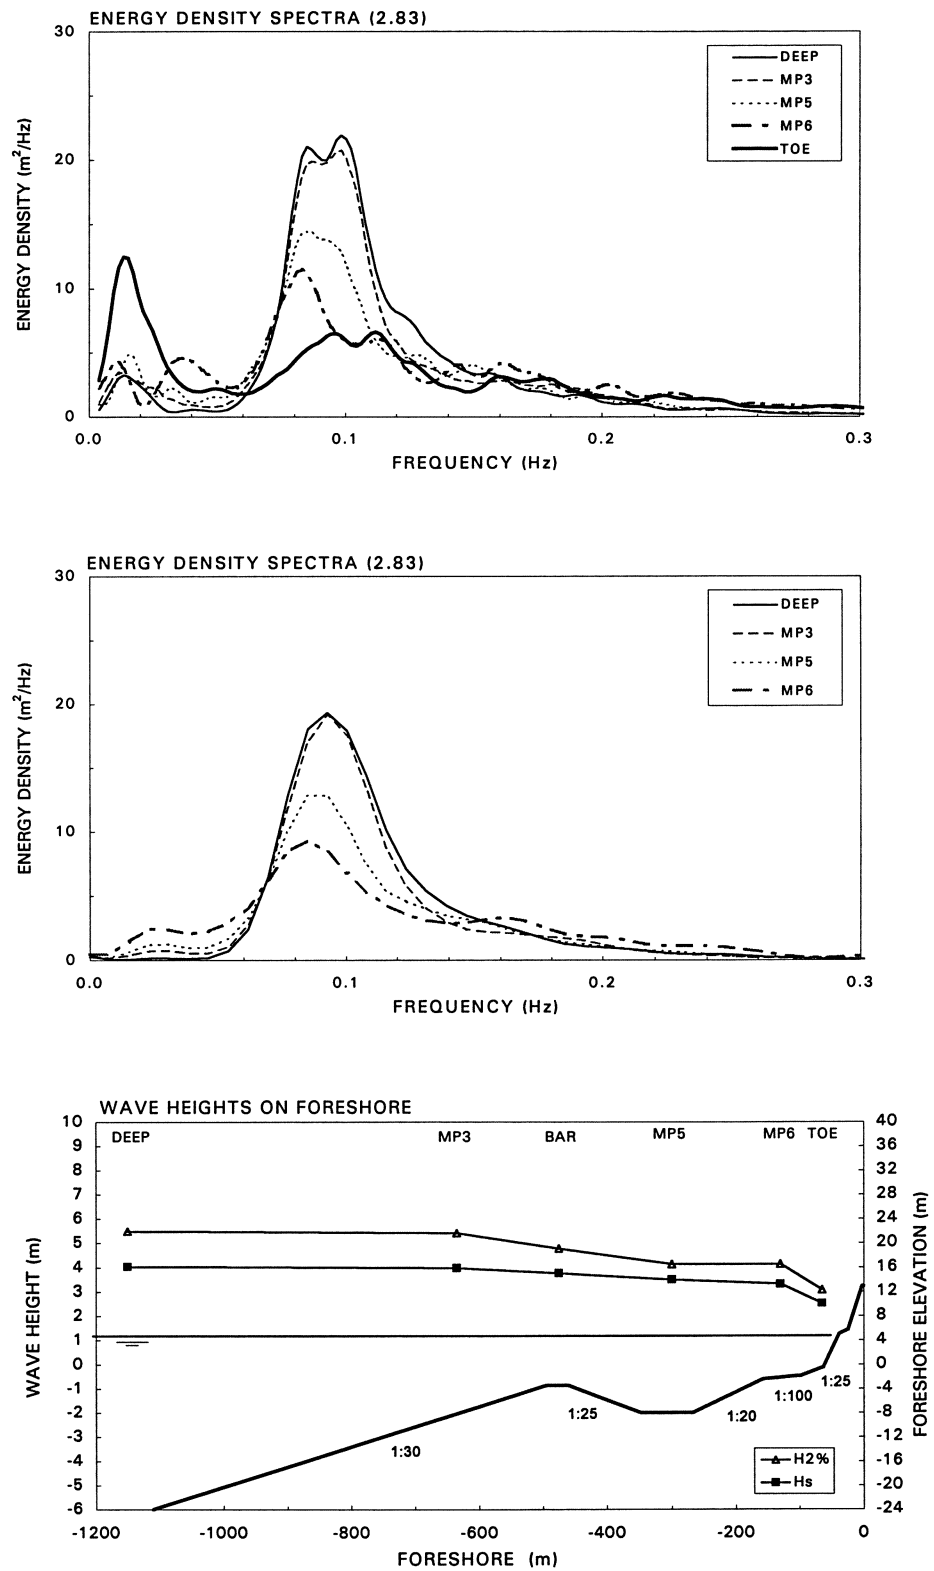 ENERGY DENSITY SPECTRA (2.83)
30
20
10
0
ENERGY DENSITY (m²/Hz)
DEEP
MP3
MP5
MP6
TOE
0.0 0.1 0.2 0.3
FREQUENCY (Hz)
ENERGY DENSITY SPECTRA (2.83)
30
20
10
0
ENERGY DENSITY (m²/Hz)
DEEP
MP3
MP5
MP6
0.0 0.1 0.2 0.3
FREQUENCY (Hz)
WAVE HEIGHTS ON FORESHORE
DEEP MP3 BAR MP5 MP6 TOE
10
9
8
7
6
5
4
3
2
1
0
-1
-2
-3
-4
-5
-6
WAVE HEIGHT (m)
40
36
32
28
24
20
16
12
8
4
0
-4
-8
-12
-16
-20
-24
FORESHORE ELEVATION (m)
1:30
1:25
1:20
1:100
1:25
H2%
Hs
-1200 -1000 -800 -600 -400 -200 0
FORESHORE (m)